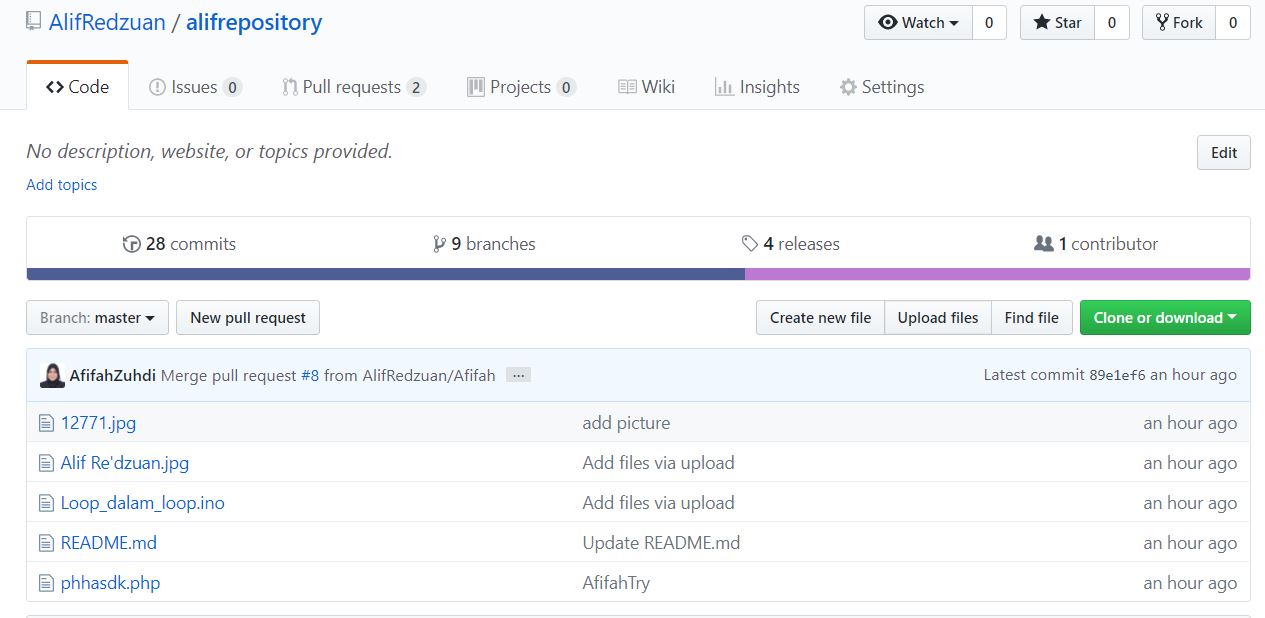 AlifRedzuan / alifrepository Watch 0 Star 0 Fork 0
Code Issues 0 Pull requests 2 Projects 0 Wiki Insights Settings
No description, website, or topics provided. Edit
Add topics
28 commits 9 branches 4 releases 1 contributor
Branch: master New pull request Create new file Upload files Find file Clone or download
AfifahZuhdi Merge pull request #8 from AlifRedzuan/Afifah ... Latest commit 89e1ef6 an hour ago
12771.jpg add picture an hour ago
Alif Re'dzuan.jpg Add files via upload an hour ago
Loop_dalam_loop.ino Add files via upload an hour ago
README.md Update README.md an hour ago
phhasdk.php AfifahTry an hour ago